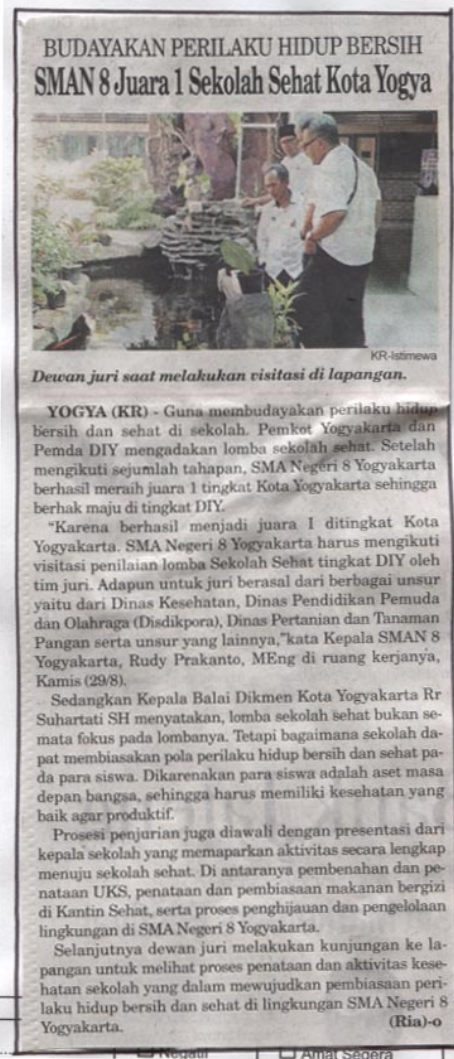 BUDAYAKAN PERILAKU HIDUP BERSIH
SMAN 8 Juara 1 Sekolah Sehat Kota Yogya
KR-Istimewa
Dewan juri saat melakukan visitasi di lapangan.
YOGYA (KR) - Guna membudayakan perilaku hidup
bersih dan sehat di sekolah. Pemkot Yogyakarta dan
Pemda DIY mengadakan lomba sekolah sehat. Setelah
mengikuti sejumlah tahapan, SMA Negeri 8 Yogyakarta
berhasil meraih juara 1 tingkat Kota Yogyakarta sehingga
berhak maju di tingkat DIY.
"Karena berhasil menjadi juara I ditingkat Kota
Yogyakarta. SMA Negeri 8 Yogyakarta harus mengikuti
visitasi penilaian lomba Sekolah Sehat tingkat DIY oleh
tim juri. Adapun untuk juri berasal dari berbagai unsur
yaitu dari Dinas Kesehatan, Dinas Pendidikan Pemuda
dan Olahraga (Disdikpora), Dinas Pertanian dan Tanaman
Pangan serta unsur yang lainnya,"kata Kepala SMAN 8
Yogyakarta, Rudy Prakanto, MEng di ruang kerjanya,
Kamis (29/8).
Sedangkan Kepala Balai Dikmen Kota Yogyakarta Rr
Suhartati SH menyatakan, lomba sekolah sehat bukan se-
mata fokus pada lombanya. Tetapi bagaimana sekolah da-
pat membiasakan pola perilaku hidup bersih dan sehat pa-
da para siswa. Dikarenakan para siswa adalah aset masa
depan bangsa, sehingga harus memiliki kesehatan yang
baik agar produktif.
Prosesi penjurian juga diawali dengan presentasi dari
kepala sekolah yang memaparkan aktivitas secara lengkap
menuju sekolah sehat. Di antaranya pembenahan dan pe-
nataan UKS, penataan dan pembiasaan makanan bergizi
di Kantin Sehat, serta proses penghijauan dan pengelolaan
lingkungan di SMA Negeri 8 Yogyakarta.
Selanjutnya dewan juri melakukan kunjungan ke la-
pangan untuk melihat proses penataan dan aktivitas kese-
hatan sekolah yang dalam mewujudkan pembiasaan peri-
laku hidup bersih dan sehat di lingkungan SMA Negeri 8
Yogyakarta. (Ria)-o
Negatif Amat Segera